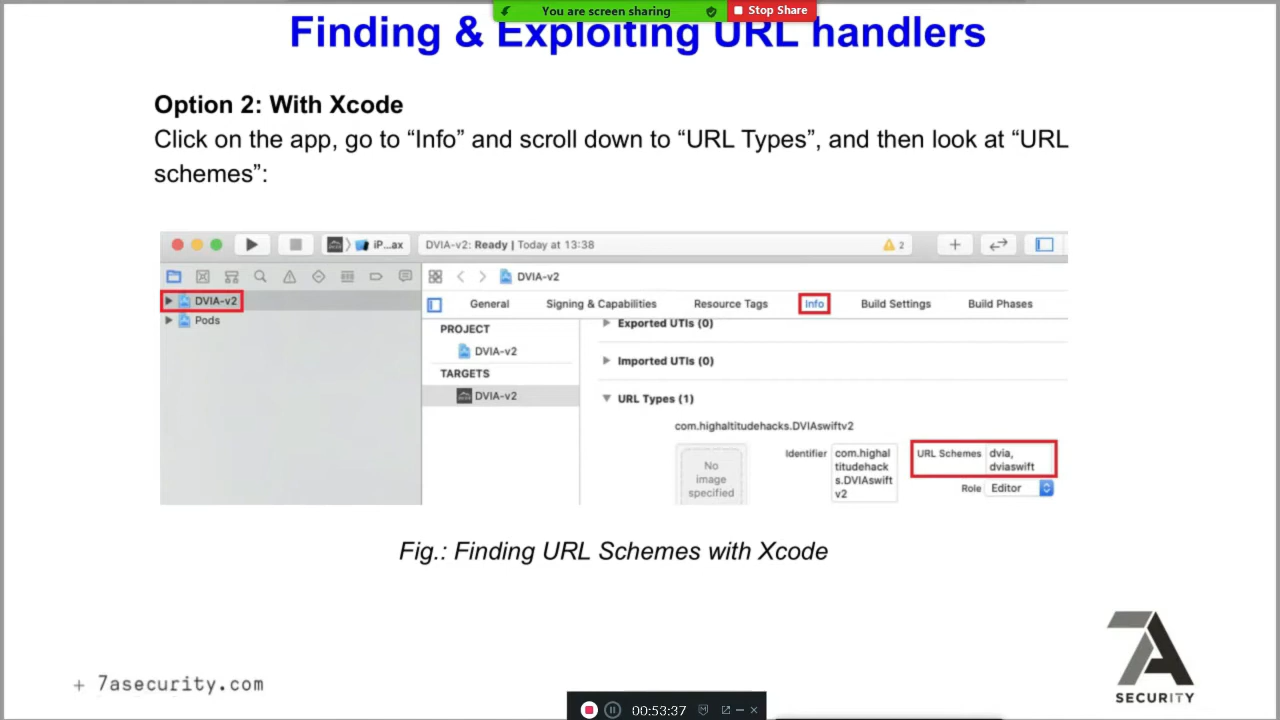 You are screen sharing
Stop Share
Finding & Exploiting URL handlers
Option 2: With Xcode
Click on the app, go to “Info” and scroll down to “URL Types”, and then look at “URL
schemes”:
iP...ax
DVIA-v2: Ready | Today at 13:38
2
DVIA-v2
DVIA-v2
Pods
General
Signing & Capabilities
Resource Tags
Info
Build Settings
Build Phases
PROJECT
DVIA-v2
TARGETS
DVIA-v2
Exported UTIs (0)
Imported UTIs (0)
URL Types (1)
com.highaltitudehacks.DVIAswiftv2
No
image
specified
Identifier
com.highal
titudehack
s.DVIAswift
v2
URL Schemes
dvia,
dviaswift
Role
Editor
Fig.: Finding URL Schemes with Xcode
+ 7asecurity.com
7A
SECURITY
00:53:37